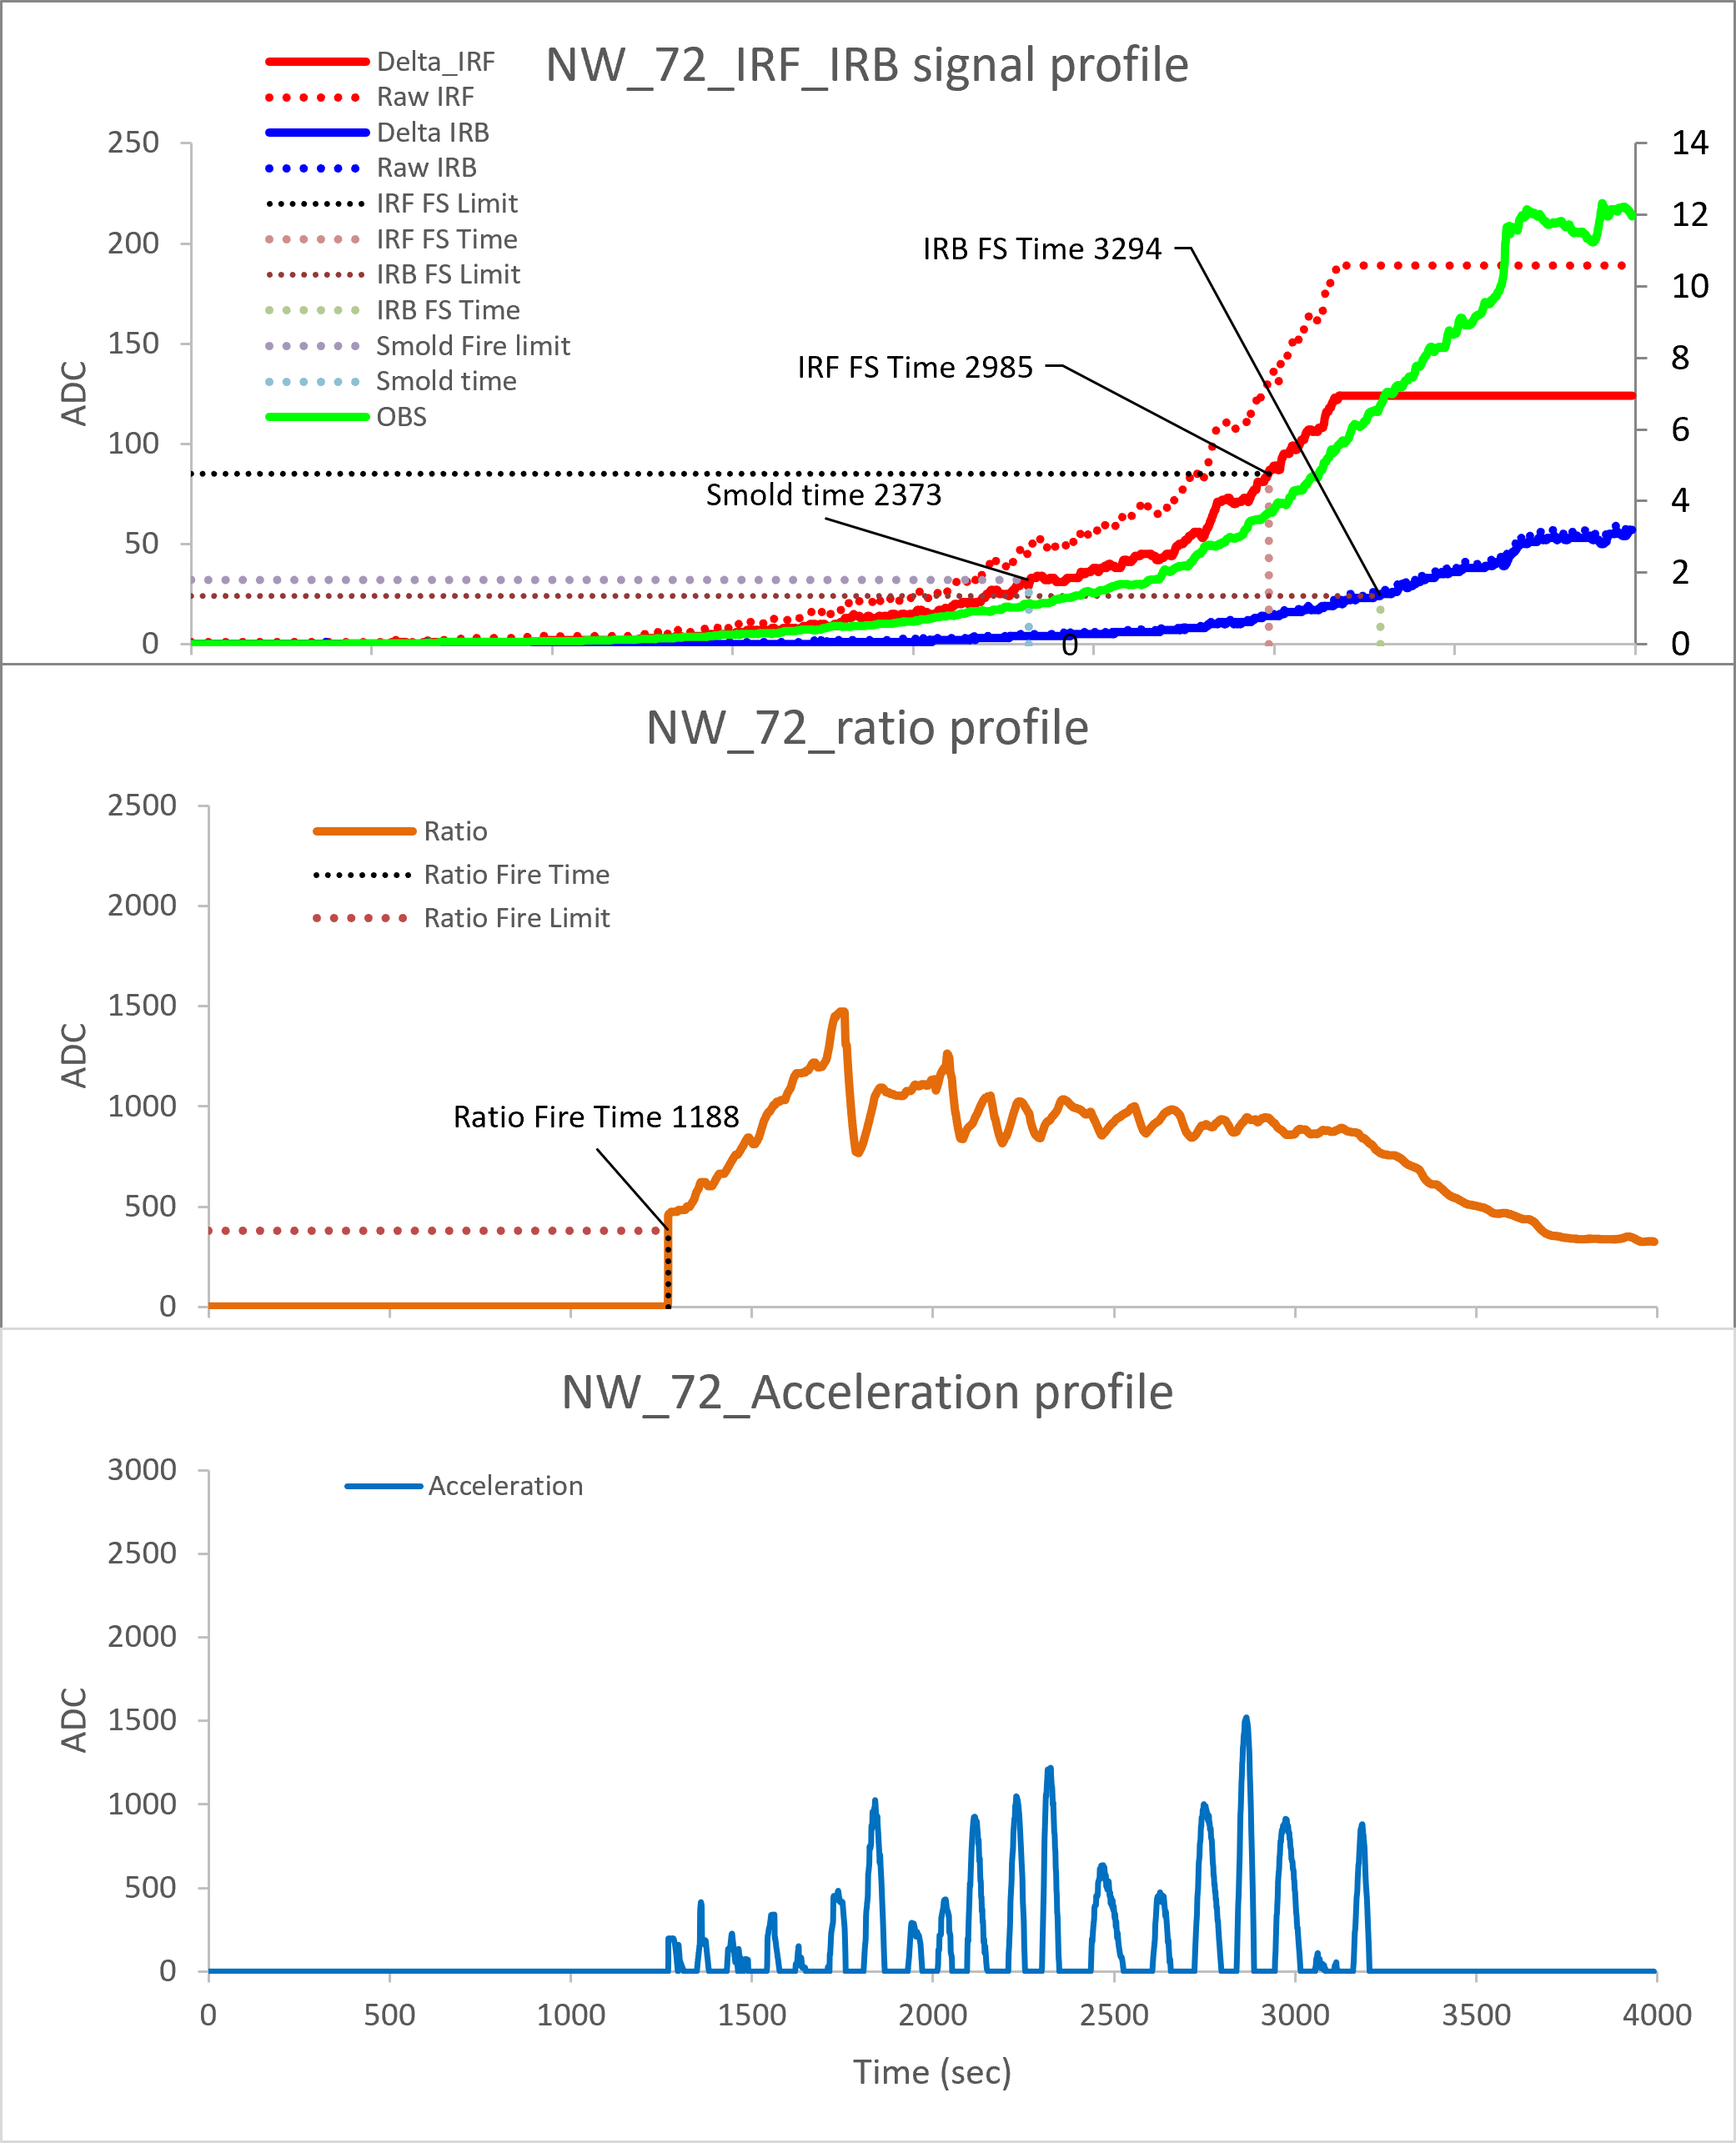 NW_72_IRF_IRB signal profile
Delta_IRF
Raw IRF
Delta IRB
Raw IRB
IRF FS Limit
IRF FS Time
IRB FS Limit
IRB FS Time
Smold Fire limit
Smold time
OBS
ADC
250
200
150
100
50
0
14
12
10
8
6
4
2
0
IRB FS Time 3294
IRF FS Time 2985
Smold time 2373
0
NW_72_ratio profile
Ratio
Ratio Fire Time
Ratio Fire Limit
ADC
2500
2000
1500
1000
500
0
Ratio Fire Time 1188
NW_72_Acceleration profile
Acceleration
ADC
3000
2500
2000
1500
1000
500
0
0 500 1000 1500 2000 2500 3000 3500 4000
Time (sec)